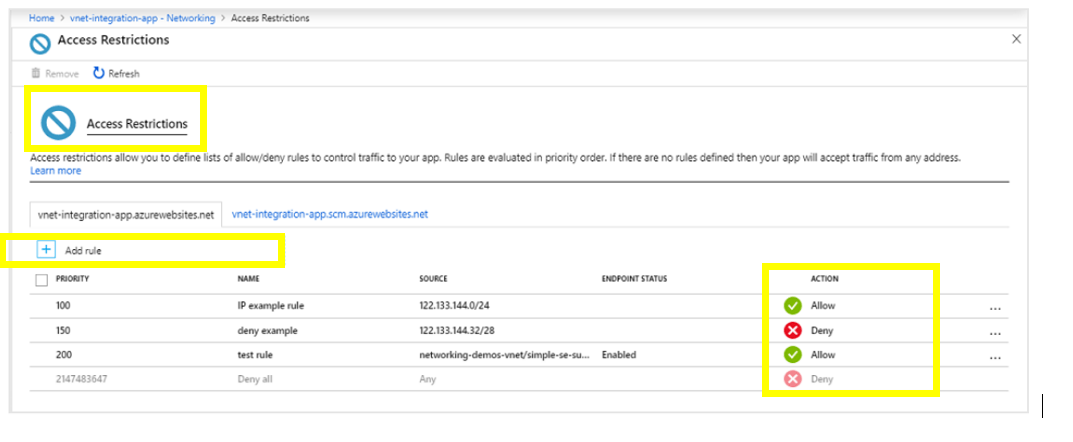 Home > vnet-integration-app - Networking > Access Restrictions
Access Restrictions
Remove Refresh
Access Restrictions
Access restrictions allow you to define lists of allow/deny rules to control traffic to your app. Rules are evaluated in priority order. If there are no rules defined then your app will accept traffic from any address.
Learn more
vnet-integration-app.azurewebsites.net vnet-integration-app.scm.azurewebsites.net
+ Add rule
PRIORITY NAME SOURCE ENDPOINT STATUS ACTION
100 IP example rule 122.133.144.0/24 Allow ...
150 deny example 122.133.144.32/28 Deny ...
200 test rule networking-demos-vnet/simple-se-su... Enabled Allow ...
2147483647 Deny all Any Deny